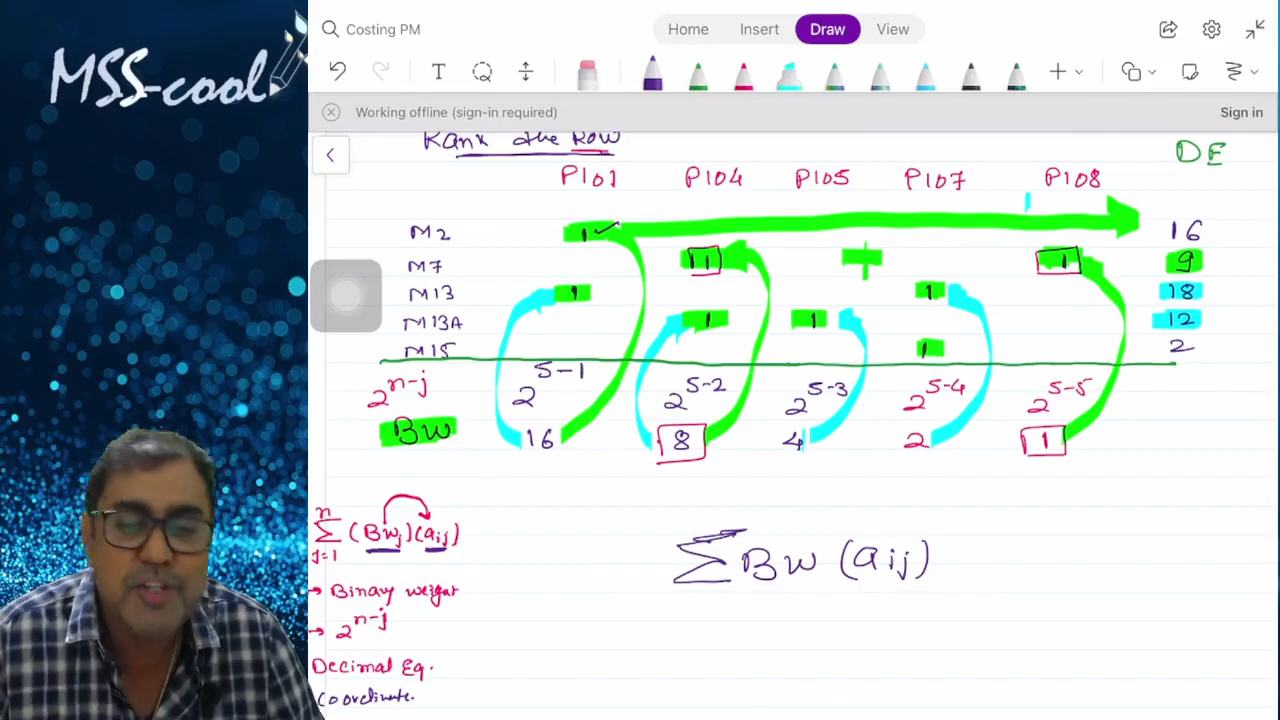 MSS-cool
Costing PM
Home Insert Draw View
T
Working offline (sign-in required) Sign in
Rank the Row
DE
P101 P104 P105 P107 P108
M2 1 16
M7 1 1 9
M13 1 1 18
M13A 1 1 12
M15 1 2
2^n-j 2^5-1 2^5-2 2^5-3 2^5-4 2^5-5
BW 16 8 4 2 1
n
∑ (Bwj)(aij)
j=1
∑ BW (aij)
→ Binary weight
→ 2^n-j
Decimal Eq.
coordinate.